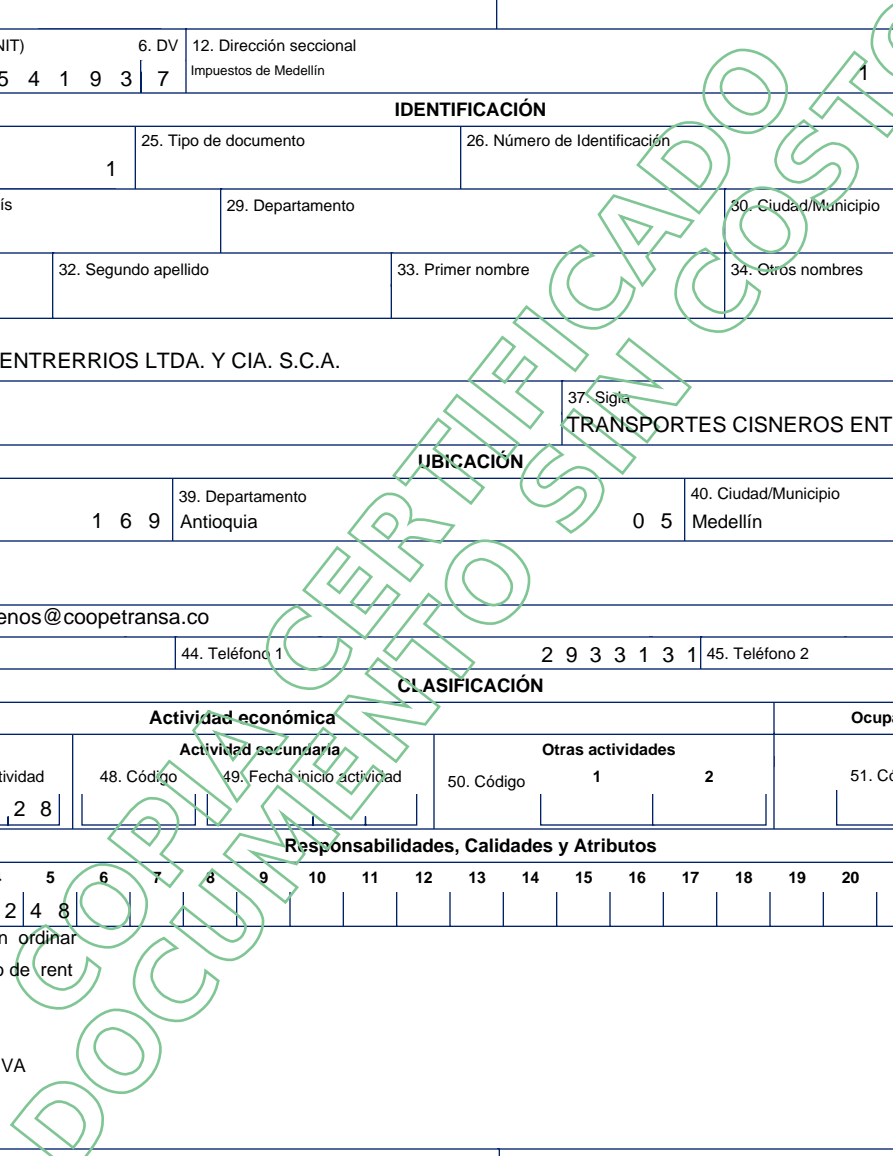 NIT) 6. DV 12. Dirección seccional
5 4 1 9 3 7 Impuestos de Medellín 1
IDENTIFICACIÓN
25. Tipo de documento 26. Número de Identificación
1
ís 29. Departamento 30. Ciudad/Municipio
32. Segundo apellido 33. Primer nombre 34. Otros nombres
ENTRERRIOS LTDA. Y CIA. S.C.A.
37. Sigla
TRANSPORTES CISNEROS ENT
UBICACIÓN
39. Departamento 40. Ciudad/Municipio
1 6 9 Antioquia 0 5 Medellín
enos@coopetransa.co
44. Teléfono 1 2 9 3 3 1 3 1 45. Teléfono 2
CLASIFICACIÓN
Actividad económica Ocupa
Actividad secundaria Otras actividades
tividad 48. Código 49. Fecha inicio actividad 50. Código 1 2 51. Có
2 8
Responsabilidades, Calidades y Atributos
5 6 7 8 9 10 11 12 13 14 15 16 17 18 19 20
2 4 8
n ordinar
o de rent
VA
COPIA CERTIFICADO
DOCUMENTO SIN COSTO